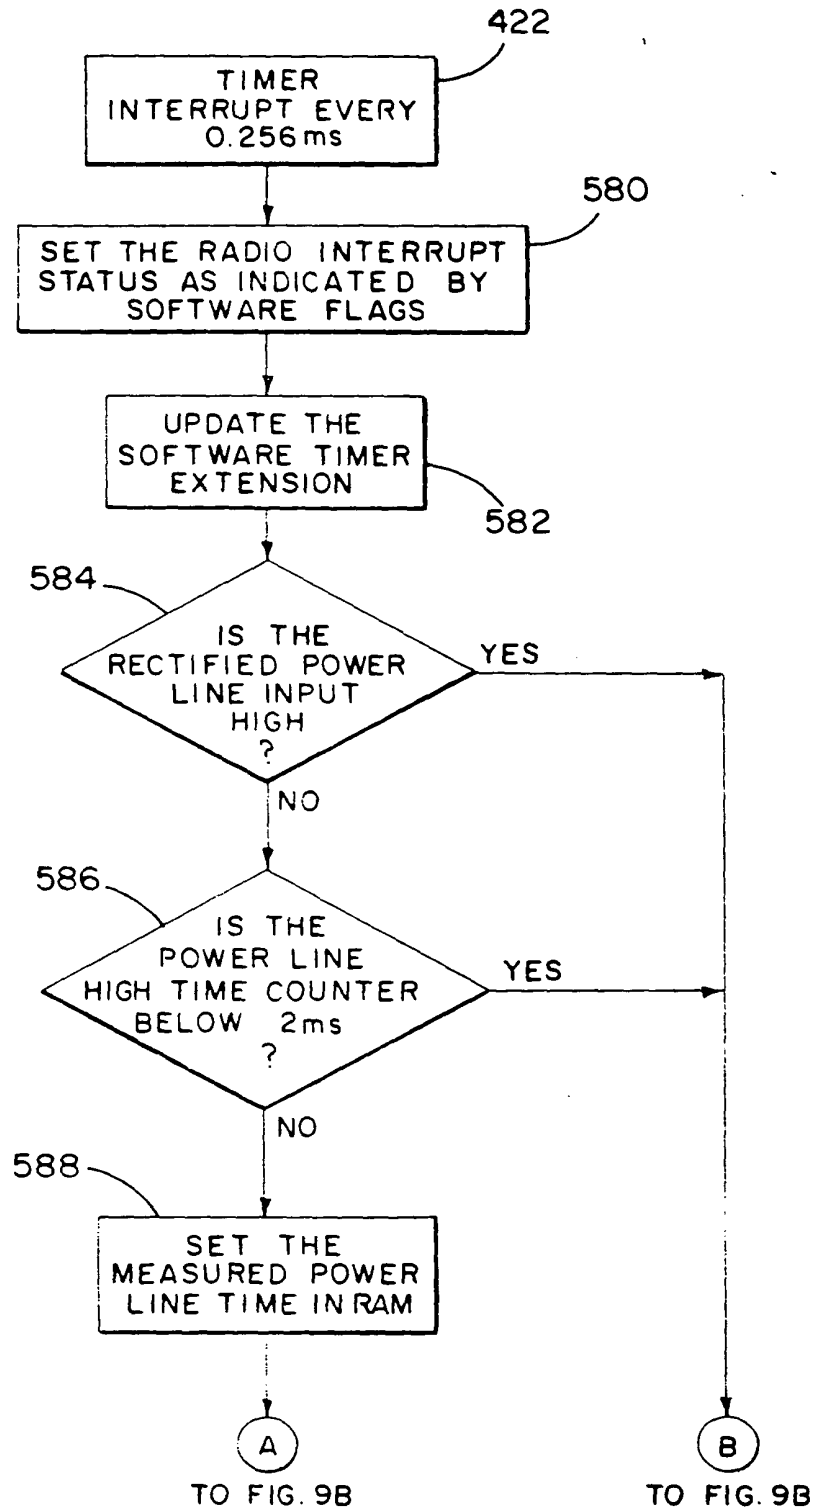 422
TIMER
INTERRUPT EVERY
0.256ms
580
SET THE RADIO INTERRUPT
STATUS AS INDICATED BY
SOFTWARE FLAGS
UPDATE THE
SOFTWARE TIMER
EXTENSION
582
584
IS THE
RECTIFIED POWER
LINE INPUT
HIGH
?
YES
NO
586
IS THE
POWER LINE
HIGH TIME COUNTER
BELOW 2ms
?
YES
NO
588
SET THE
MEASURED POWER
LINE TIME IN RAM
A
B
TO FIG. 9B
TO FIG. 9B